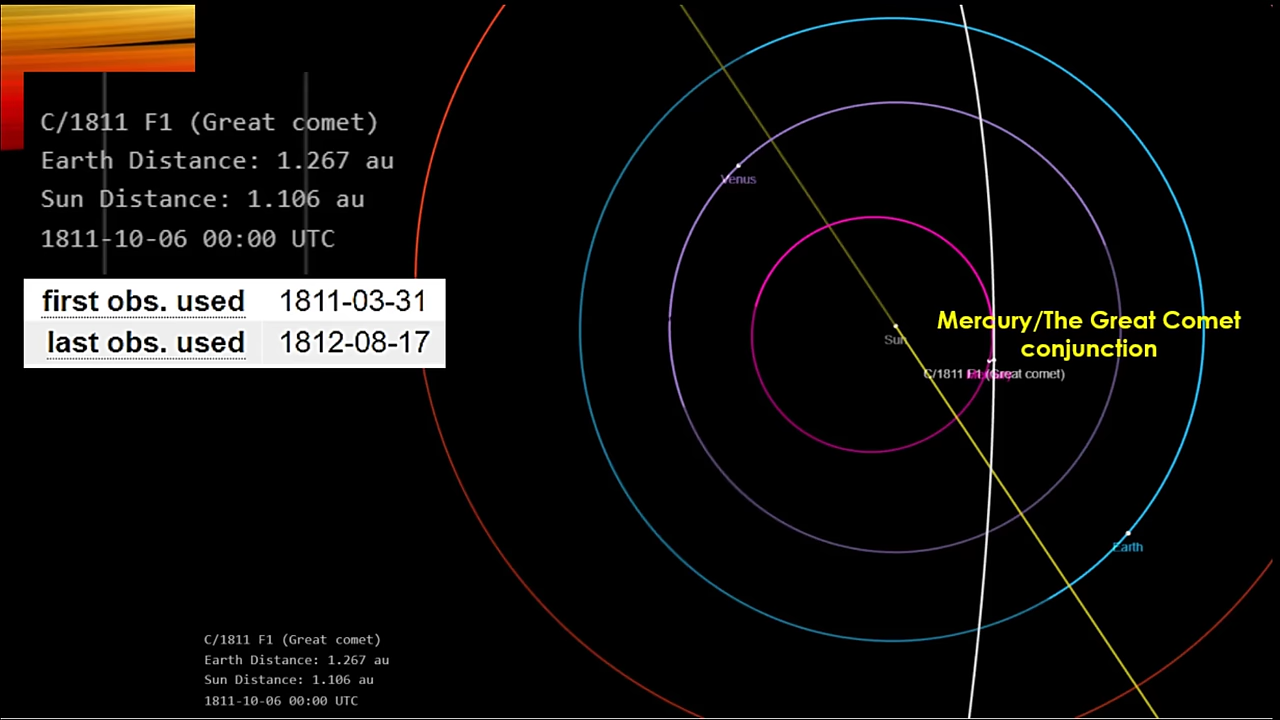 C/1811 F1 (Great comet)
Earth Distance: 1.267 au
Sun Distance: 1.106 au
1811-10-06 00:00 UTC
first obs. used 1811-03-31
last obs. used 1812-08-17
Venus
Mercury/The Great Comet
conjunction
Sun
C/1811 F1 (Great comet)
Earth
C/1811 F1 (Great comet)
Earth Distance: 1.267 au
Sun Distance: 1.106 au
1811-10-06 00:00 UTC